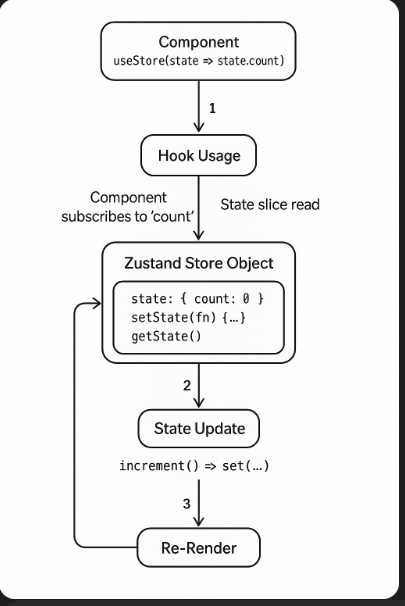 Component
useStore(state => state.count)
1
Hook Usage
Component
subscribes to ‘count’
State slice read
Zustand Store Object
state: { count: 0 }
setState(fn) {…}
getState()
2
State Update
increment() => set(…)
3
Re-Render